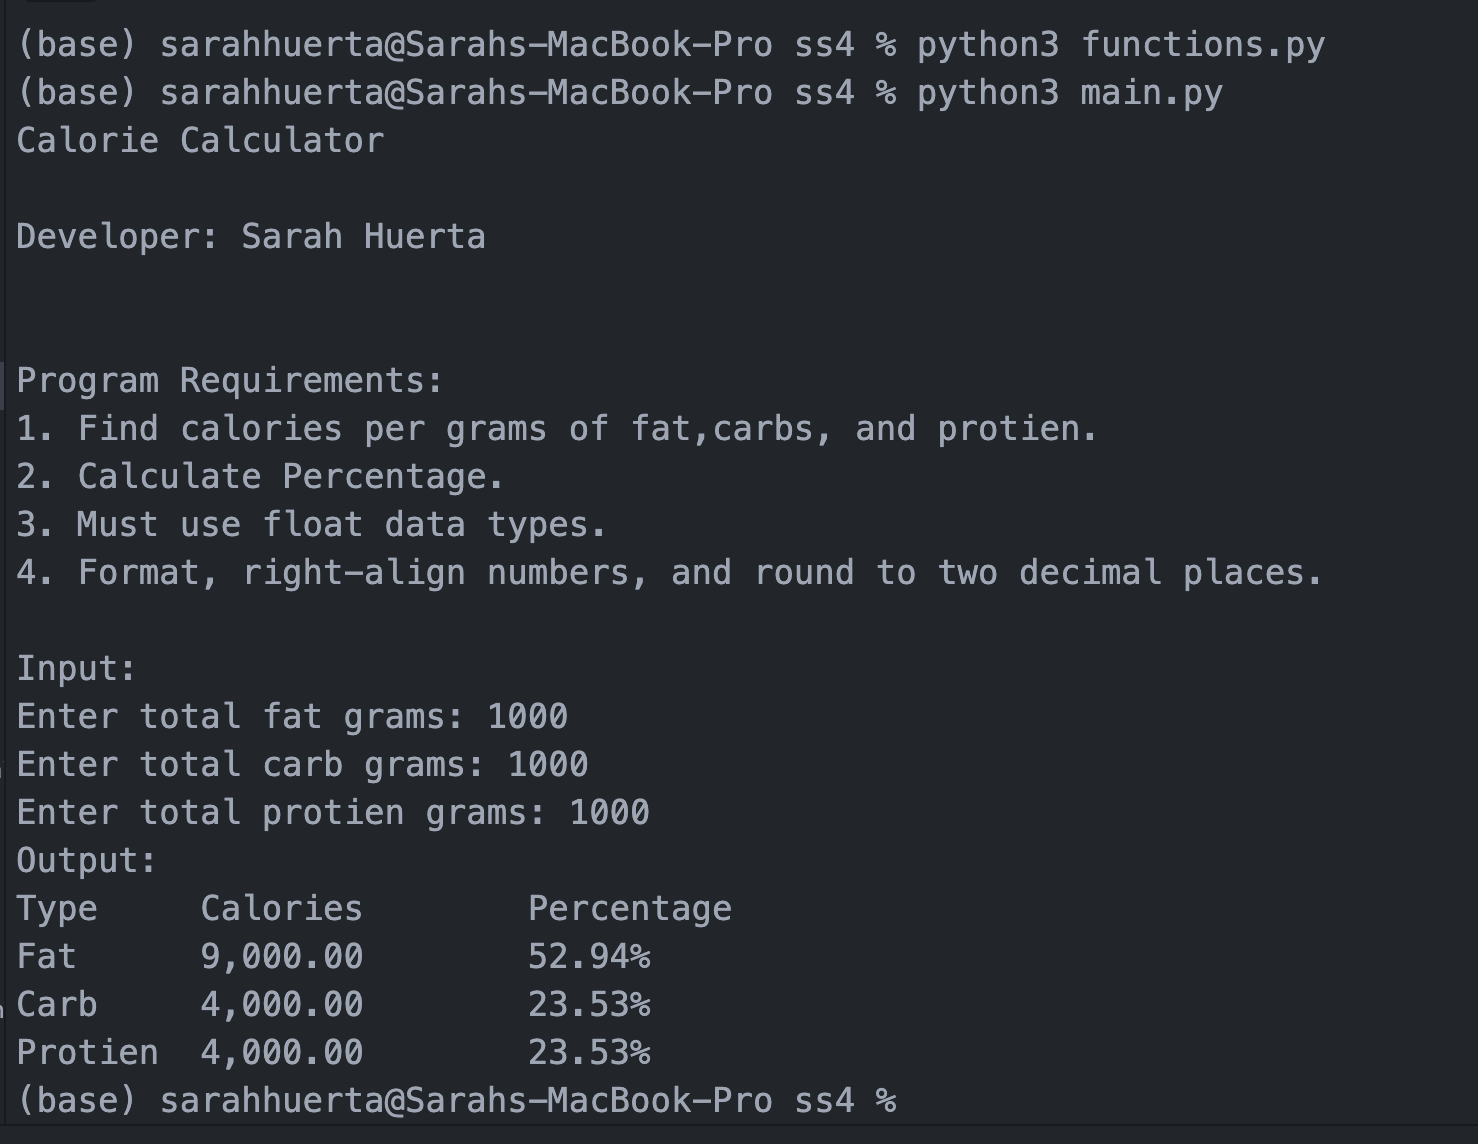 (base) sarahhuerta@Sarahs-MacBook-Pro ss4 % python3 functions.py
(base) sarahhuerta@Sarahs-MacBook-Pro ss4 % python3 main.py
Calorie Calculator
Developer: Sarah Huerta
Program Requirements:
1. Find calories per grams of fat,carbs, and protien.
2. Calculate Percentage.
3. Must use float data types.
4. Format, right-align numbers, and round to two decimal places.
Input:
Enter total fat grams: 1000
Enter total carb grams: 1000
Enter total protien grams: 1000
Output:
Type     Calories        Percentage
Fat      9,000.00        52.94%
Carb     4,000.00        23.53%
Protien  4,000.00        23.53%
(base) sarahhuerta@Sarahs-MacBook-Pro ss4 %